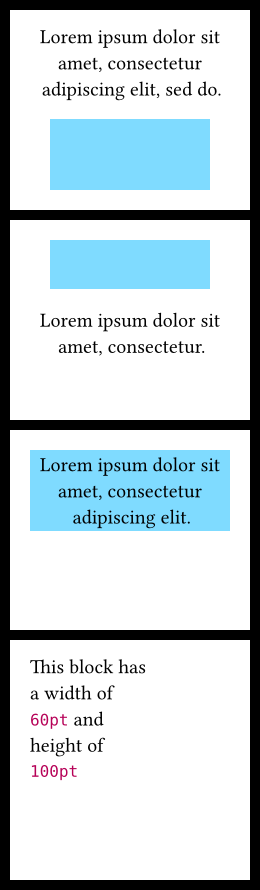 Lorem ipsum dolor sit
amet, consectetur
adipiscing elit, sed do.
Lorem ipsum dolor sit
amet, consectetur.
Lorem ipsum dolor sit
amet, consectetur
adipiscing elit.
This block has
a width of
60pt and
height of
100pt